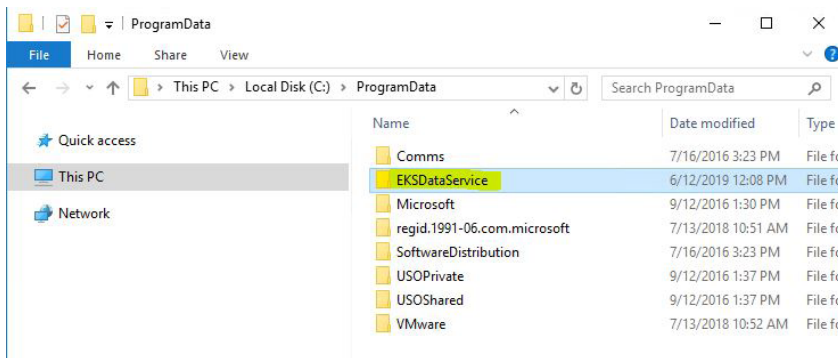 ProgramData
File Home Share View
This PC > Local Disk (C:) > ProgramData Search ProgramData
Name Date modified Type
Quick access
This PC
Network
Comms 7/16/2016 3:23 PM File fo
EKSDataService 6/12/2019 12:08 PM File fo
Microsoft 9/12/2016 1:30 PM File fo
regid.1991-06.com.microsoft 7/13/2018 10:51 AM File fo
SoftwareDistribution 7/16/2016 3:23 PM File fo
USOPrivate 9/12/2016 1:37 PM File fo
USOShared 9/12/2016 1:37 PM File fo
VMware 7/13/2018 10:52 AM File fo